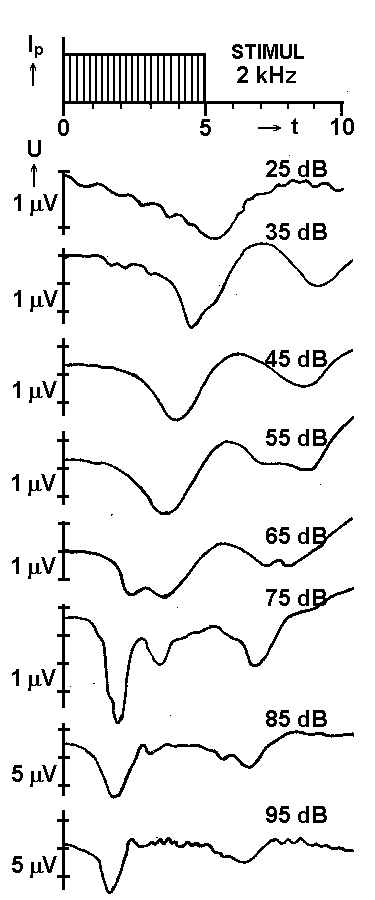 Ip
STIMUL
2 kHz
0 5 → t 10
U
25 dB
1 μV
35 dB
1 μV
45 dB
1 μV
55 dB
1 μV
65 dB
1 μV
75 dB
1 μV
85 dB
5 μV
95 dB
5 μV